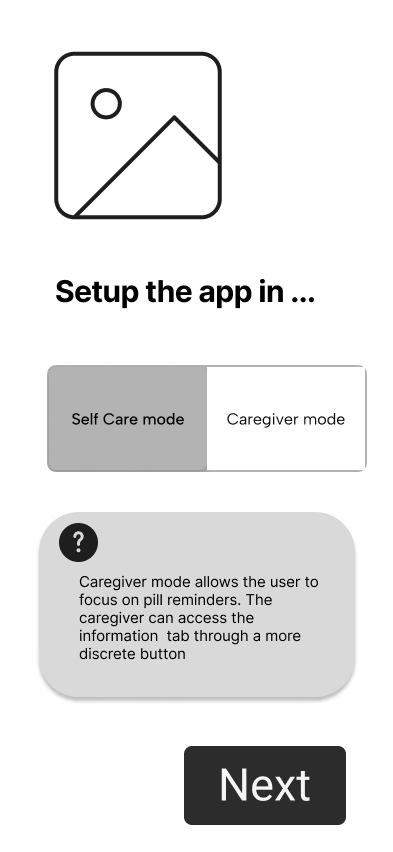 Setup the app in ...
Self Care mode
Caregiver mode
?
Caregiver mode allows the user to
focus on pill reminders. The
caregiver can access the
information  tab through a more
discrete button
Next